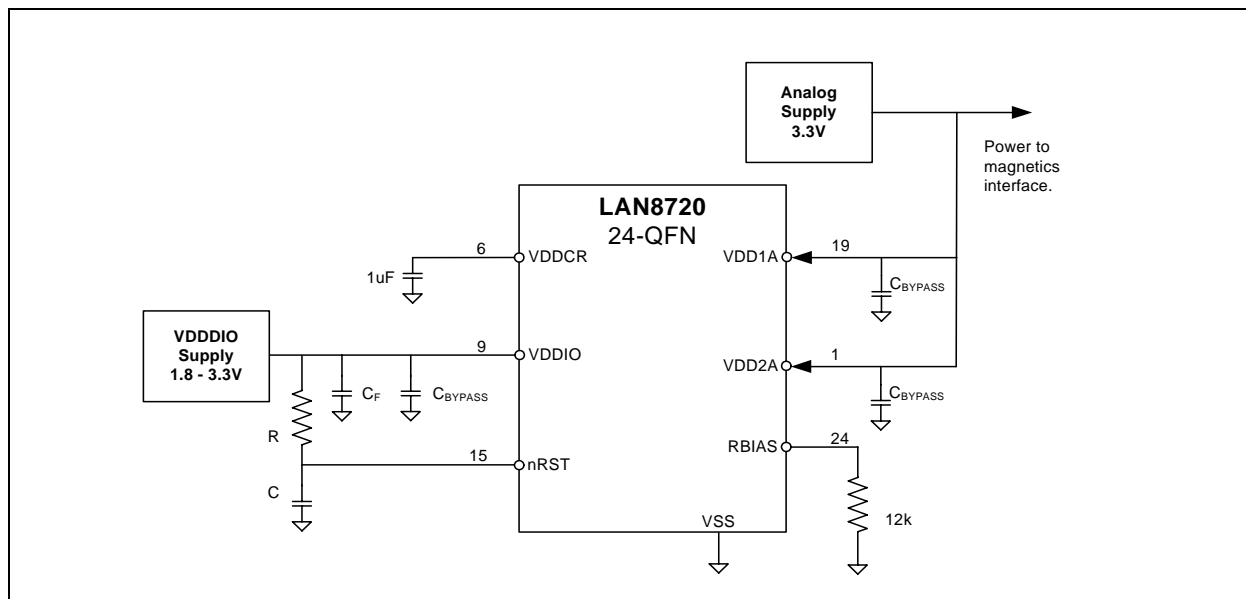 Analog
Supply
3.3V
Power to
magnetics
interface.
LAN8720
24-QFN
6
VDDCR
1uF
VDD1A
19
CBYPASS
VDDDIO
Supply
1.8 - 3.3V
9
VDDIO
CF
CBYPASS
VDD2A
1
CBYPASS
R
15
nRST
C
RBIAS
24
12k
VSS